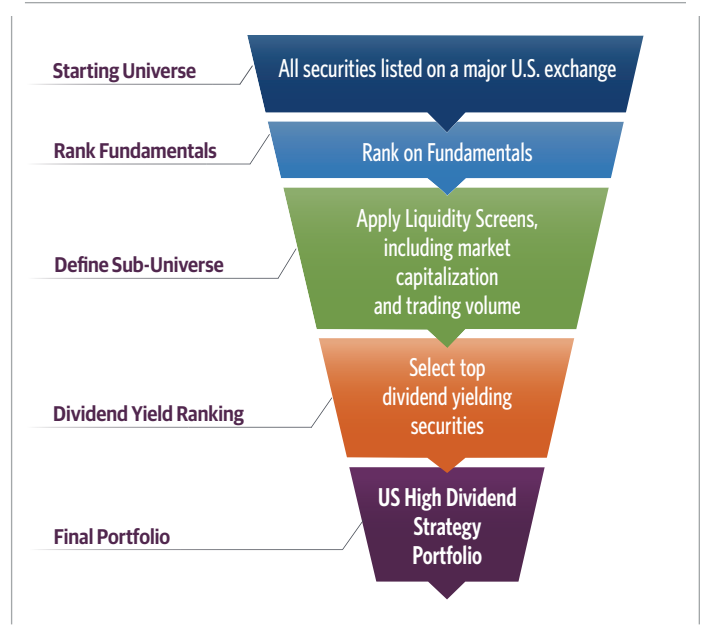 Starting Universe
All securities listed on a major U.S. exchange
Rank Fundamentals
Rank on Fundamentals
Define Sub-Universe
Apply Liquidity Screens,
including market
capitalization
and trading volume
Dividend Yield Ranking
Select top
dividend yielding
securities
Final Portfolio
US High Dividend
Strategy
Portfolio